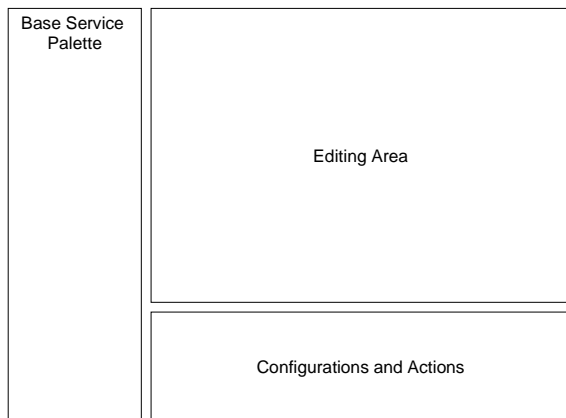 Base Service
Palette
Editing Area
Configurations and Actions